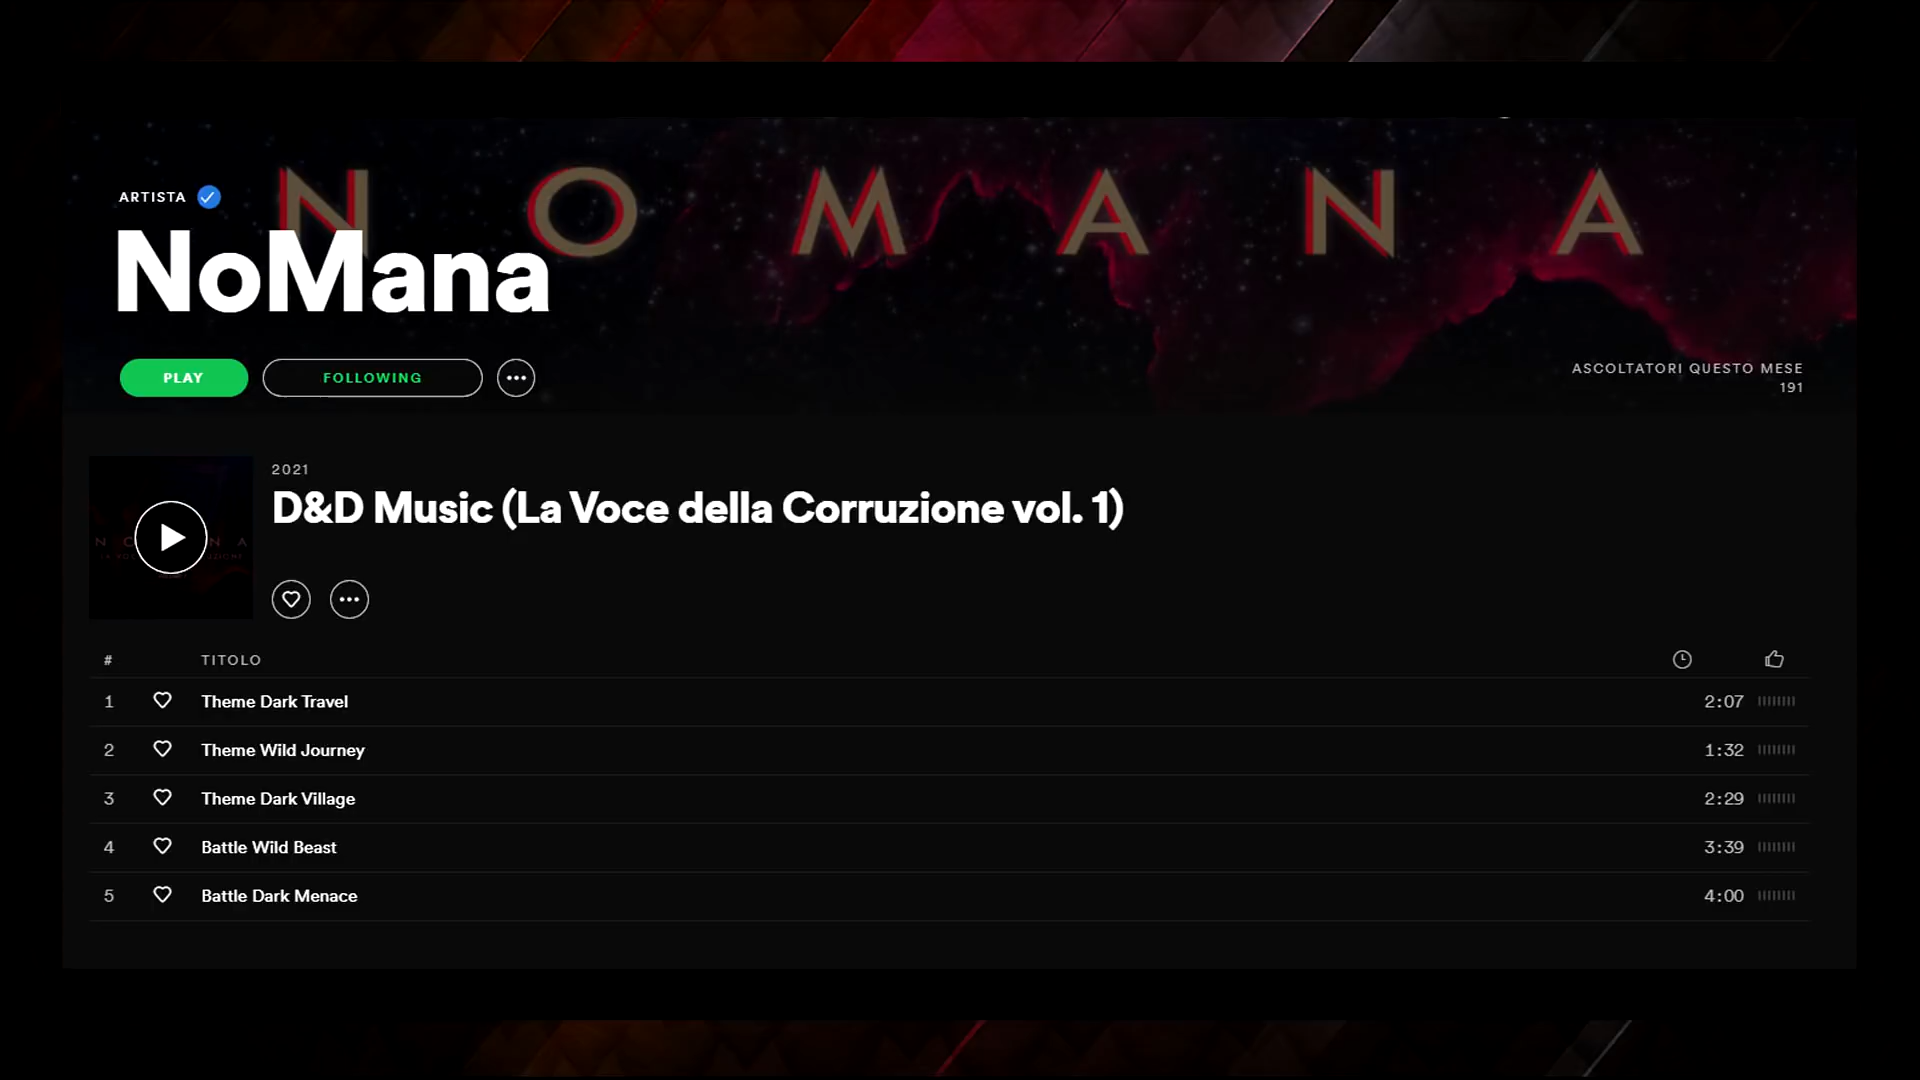 N O M A N A
ARTISTA
NoMana
PLAY
FOLLOWING
ASCOLTATORI QUESTO MESE
191
2021
D&D Music (La Voce della Corruzione vol. 1)
# TITOLO
1 Theme Dark Travel 2:07
2 Theme Wild Journey 1:32
3 Theme Dark Village 2:29
4 Battle Wild Beast 3:39
5 Battle Dark Menace 4:00